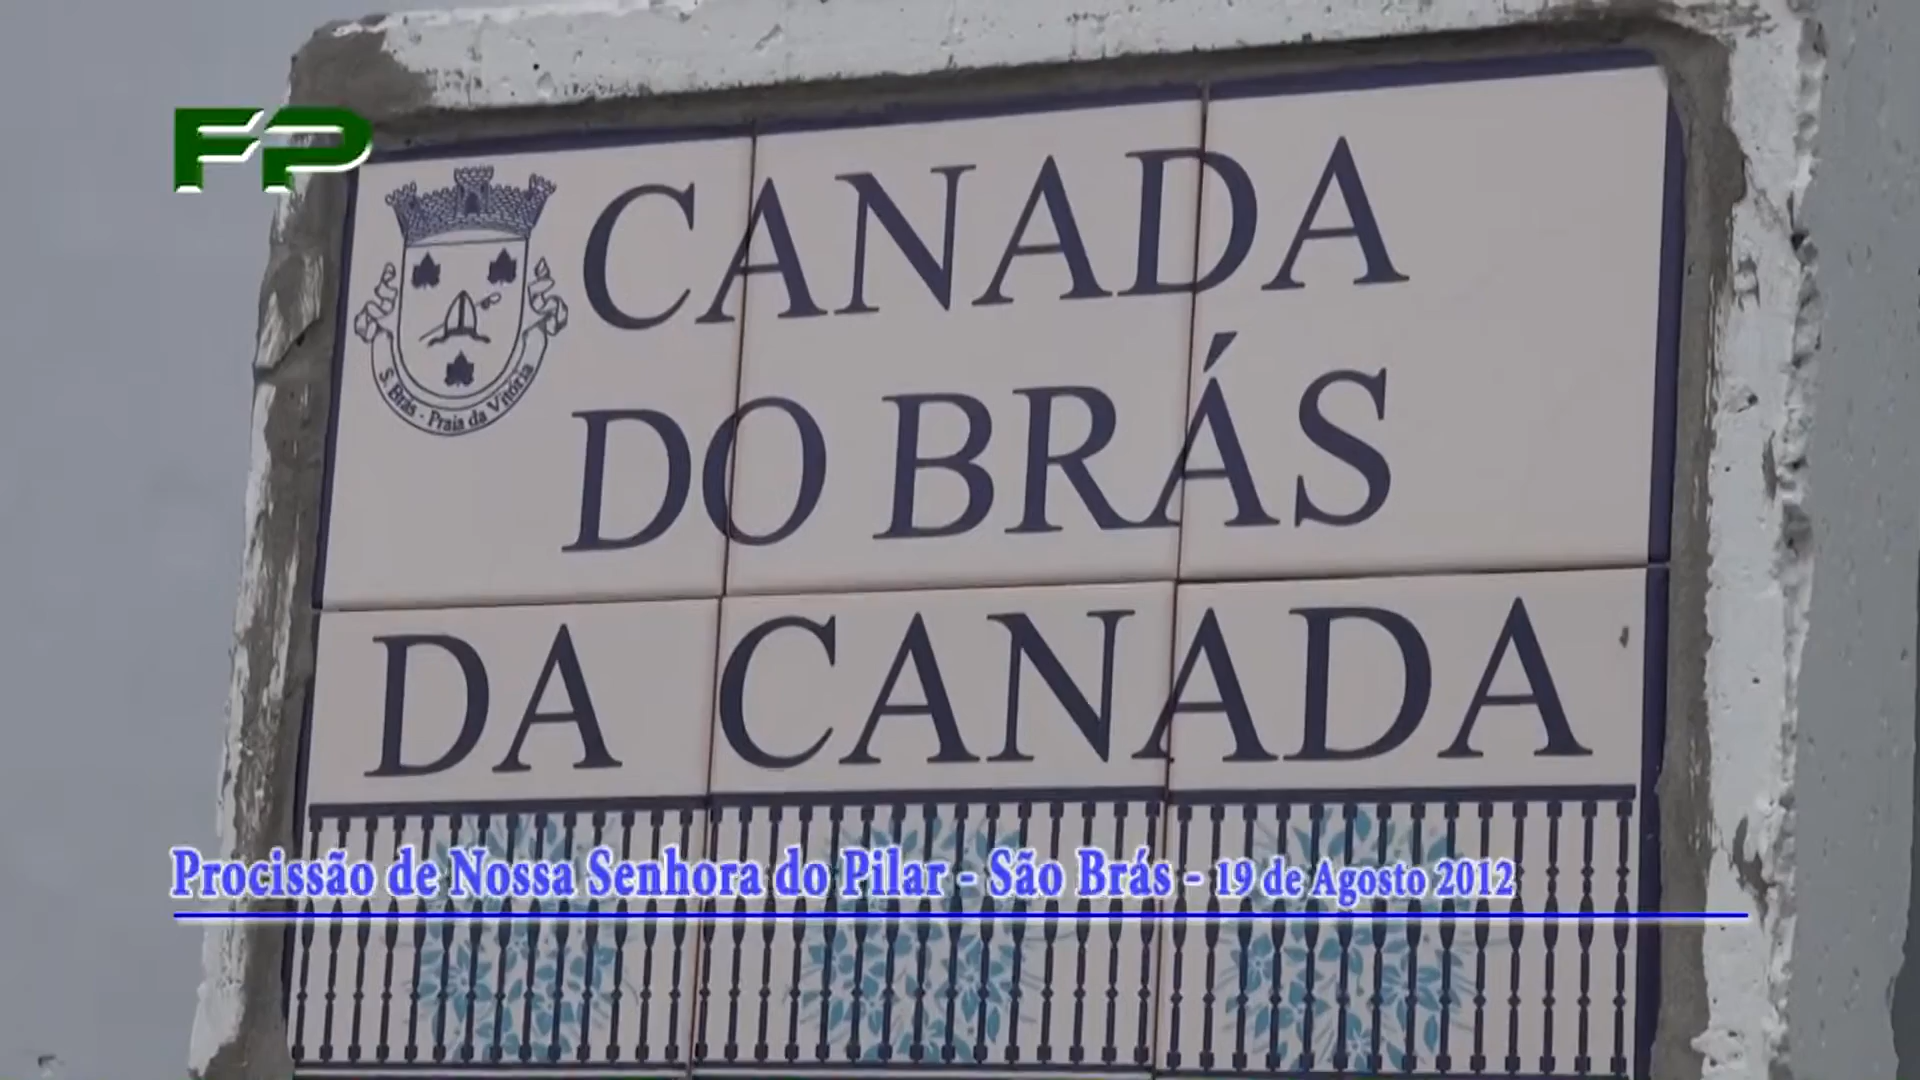 FP
CANADA
DO BRÁS
DA CANADA
S. Brás - Praia da Vitória
Procissão de Nossa Senhora do Pilar - São Brás - 19 de Agosto 2012